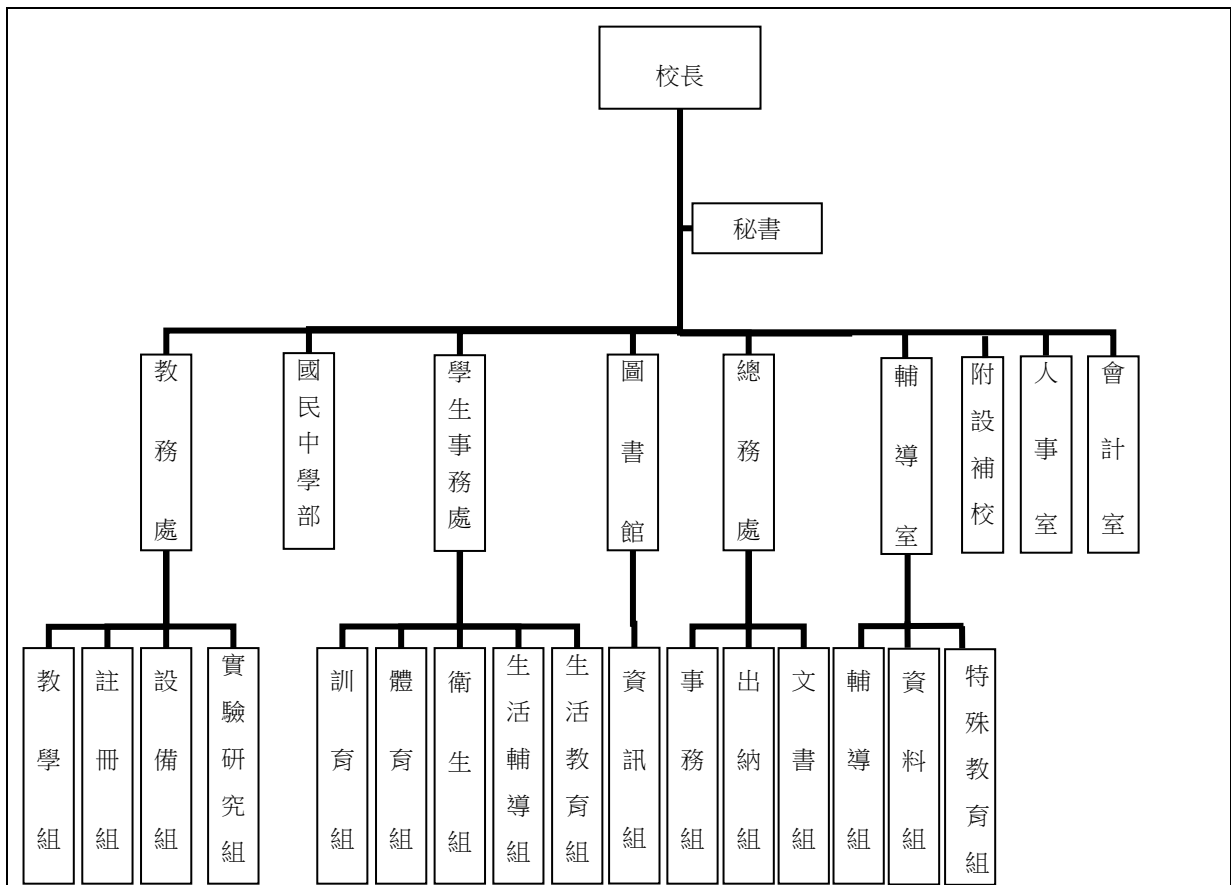 校長
秘書
教務處
國民中學部
學生事務處
圖書館
總務處
輔導室
附設補校
人事室
會計室
教學組
註冊組
設備組
實驗研究組
訓育組
體育組
衛生組
生活輔導組
生活教育組
資訊組
事務組
出納組
文書組
輔導組
資料組
特殊教育組